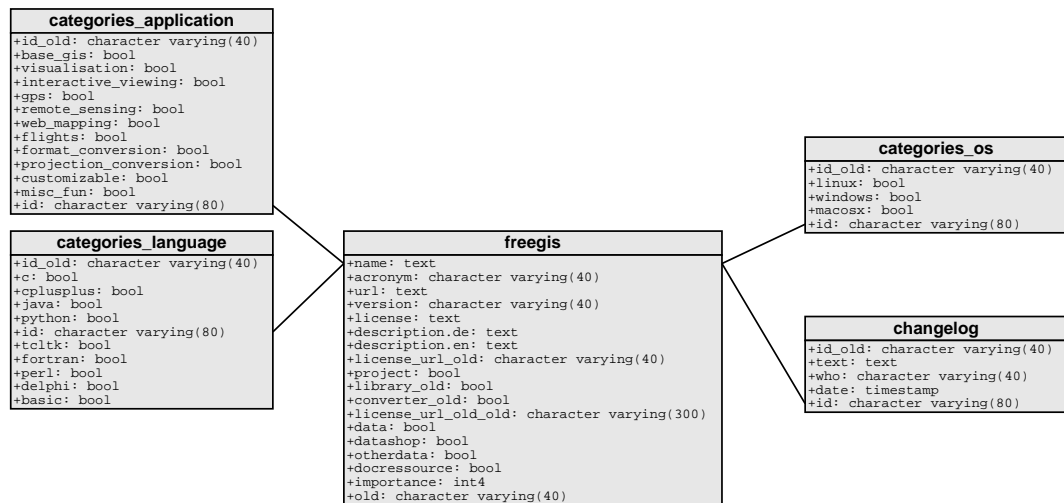 categories_application
+id_old: character varying(40)
+base_gis: bool
+visualisation: bool
+interactive_viewing: bool
+gps: bool
+remote_sensing: bool
+web_mapping: bool
+flights: bool
+format_conversion: bool
+projection_conversion: bool
+customizable: bool
+misc_fun: bool
+id: character varying(80)
categories_language
+id_old: character varying(40)
+c: bool
+cplusplus: bool
+java: bool
+python: bool
+id: character varying(80)
+tcltk: bool
+fortran: bool
+perl: bool
+delphi: bool
+basic: bool
freegis
+name: text
+acronym: character varying(40)
+url: text
+version: character varying(40)
+license: text
+description.de: text
+description.en: text
+license_url_old: character varying(40)
+project: bool
+library_old: bool
+converter_old: bool
+license_url_old_old: character varying(300)
+data: bool
+datashop: bool
+otherdata: bool
+docressource: bool
+importance: int4
+old: character varying(40)
categories_os
+id_old: character varying(40)
+linux: bool
+windows: bool
+macosx: bool
+id: character varying(80)
changelog
+id_old: character varying(40)
+text: text
+who: character varying(40)
+date: timestamp
+id: character varying(80)